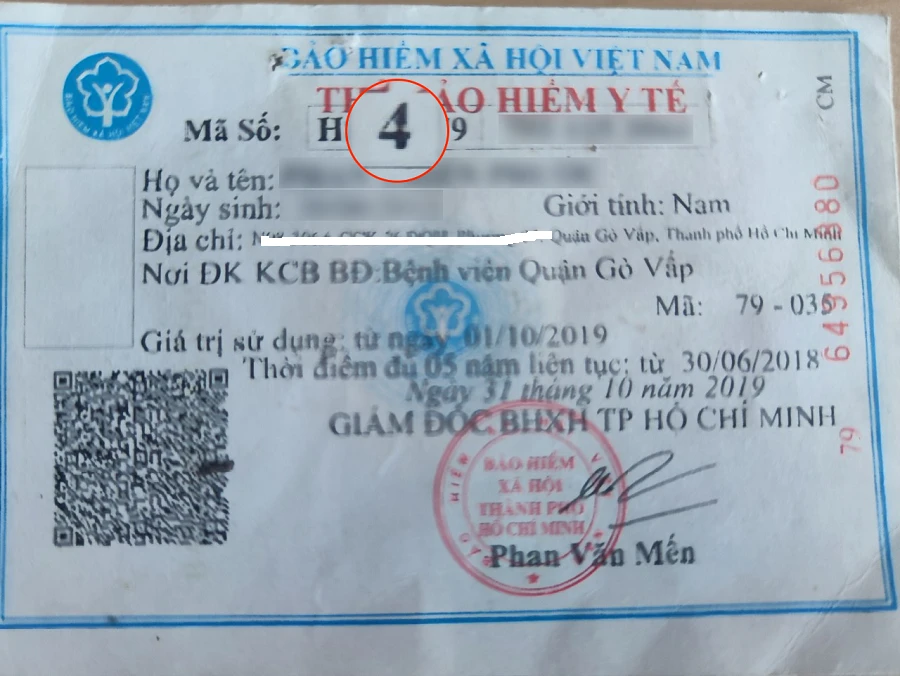 BẢO HIỂM XÃ HỘI VIỆT NAM
BẢO HIỂM Y TẾ
Mã Số: H 4 9
Họ và tên:
Ngày sinh: Giới tính: Nam
Địa chỉ: Quận Gò Vấp, Thành phố Hồ Chí Minh
Nơi ĐK KCB BĐ:Bệnh viện Quận Gò Vấp
Mã: 79 - 035
Giá trị sử dụng: từ ngày 01/10/2019
Thời điểm đủ 05 năm liên tục: từ 30/06/2018
Ngày 31 tháng 10 năm 2019
GIÁM ĐỐC BHXH TP HỒ CHÍ MINH
BẢO HIỂM
XÃ HỘI
THÀNH PHỐ
HỒ CHÍ MINH
Phan Văn Mến
CM
79 64956380